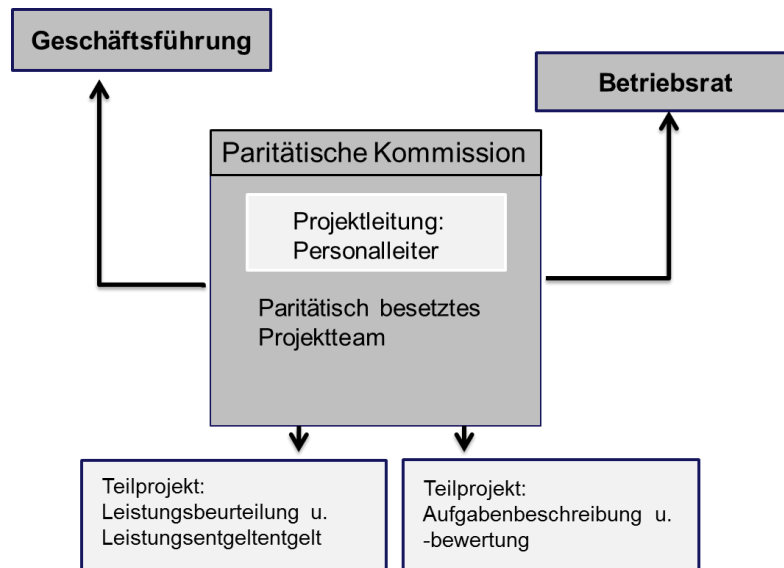 Geschäftsführung
Betriebsrat
Paritätische Kommission
Projektleitung:
Personalleiter
Paritätisch besetztes
Projektteam
Teilprojekt:
Leistungsbeurteilung u.
Leistungsentgeltentgelt
Teilprojekt:
Aufgabenbeschreibung u.
-bewertung